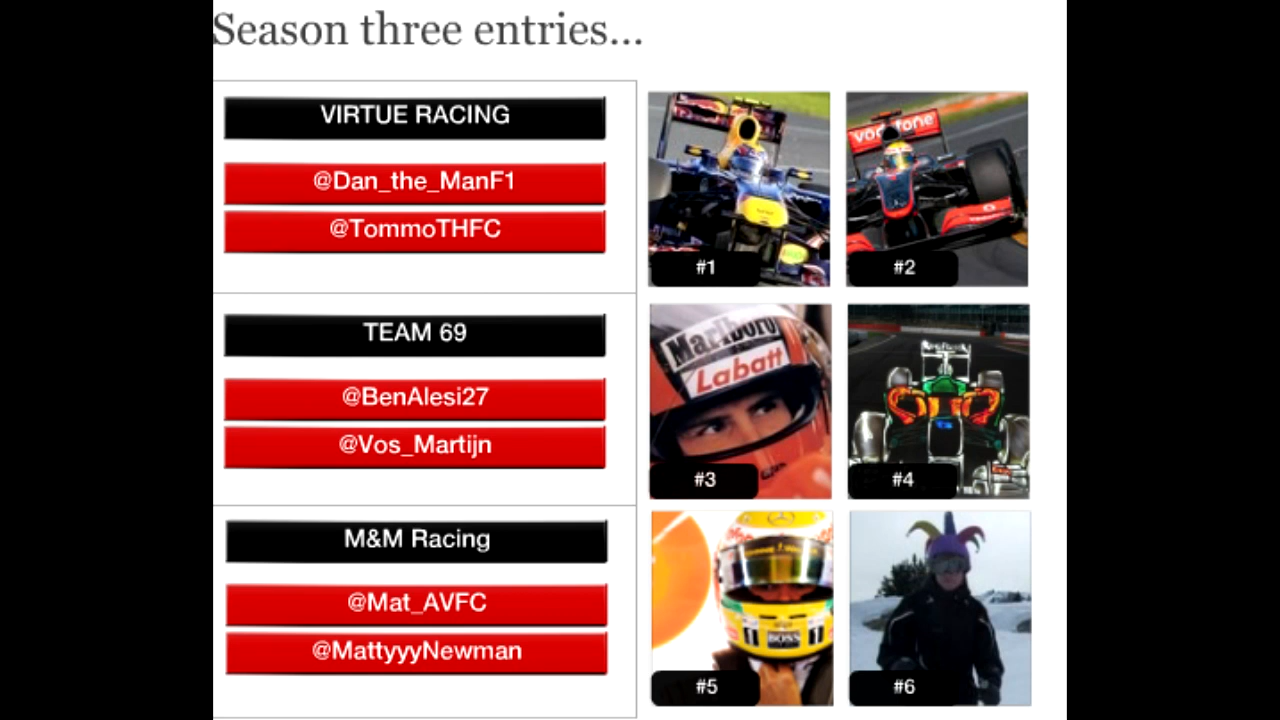 Season three entries...
VIRTUE RACING
@Dan_the_ManF1
@TommoTHFC
#1
vodafone
#2
TEAM 69
@BenAlesi27
@Vos_Martijn
Marlboro
Labatt
#3
#4
M&M Racing
@Mat_AVFC
@MattyyyNewman
BOSS
#5
#6